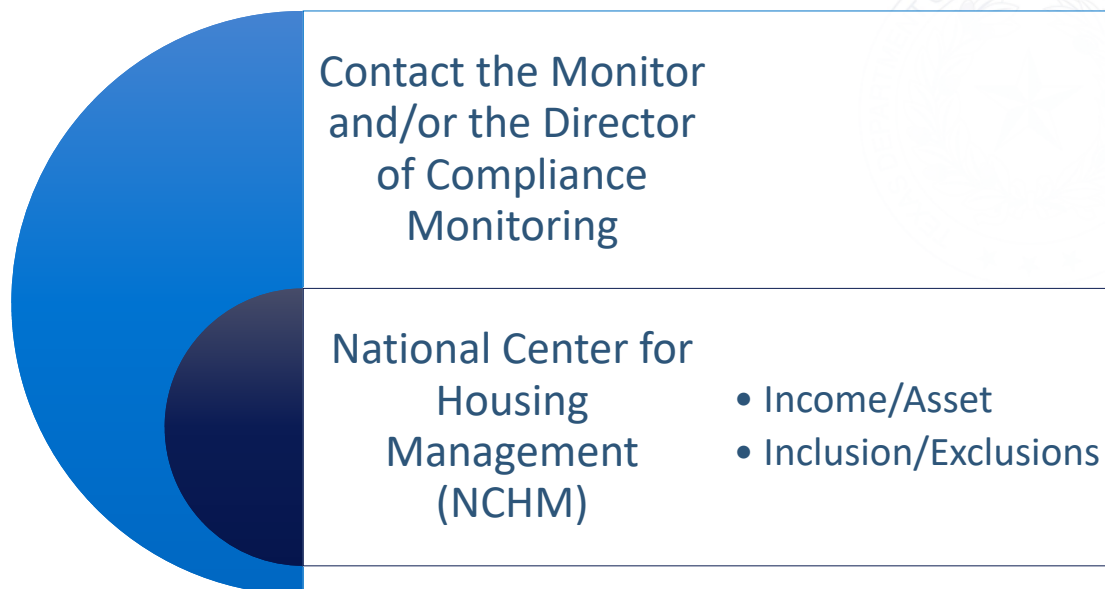 Contact the Monitor
and/or the Director
of Compliance
Monitoring
National Center for
Housing
Management
(NCHM)
• Income/Asset
• Inclusion/Exclusions